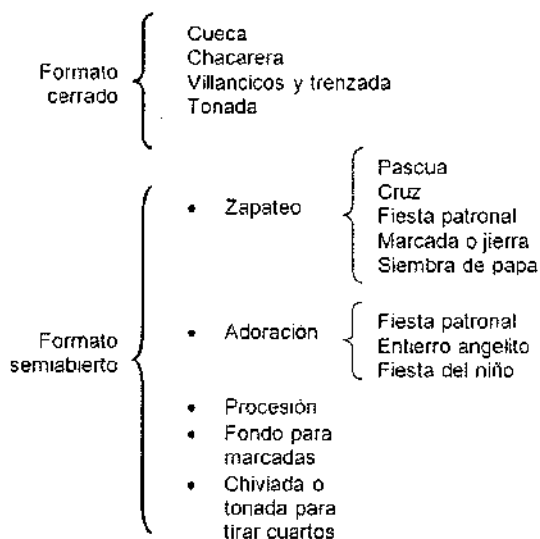 Formato
cerrado
Cueca
Chacarera
Villancicos y trenzada
Tonada
Formato
semiabierto
• Zapateo
Pascua
Cruz
Fiesta patronal
Marcada o jierra
Siembra de papa
• Adoración
Fiesta patronal
Entierro angelito
Fiesta del niño
• Procesión
• Fondo para
marcadas
• Chiviada o
tonada para
tirar cuartos